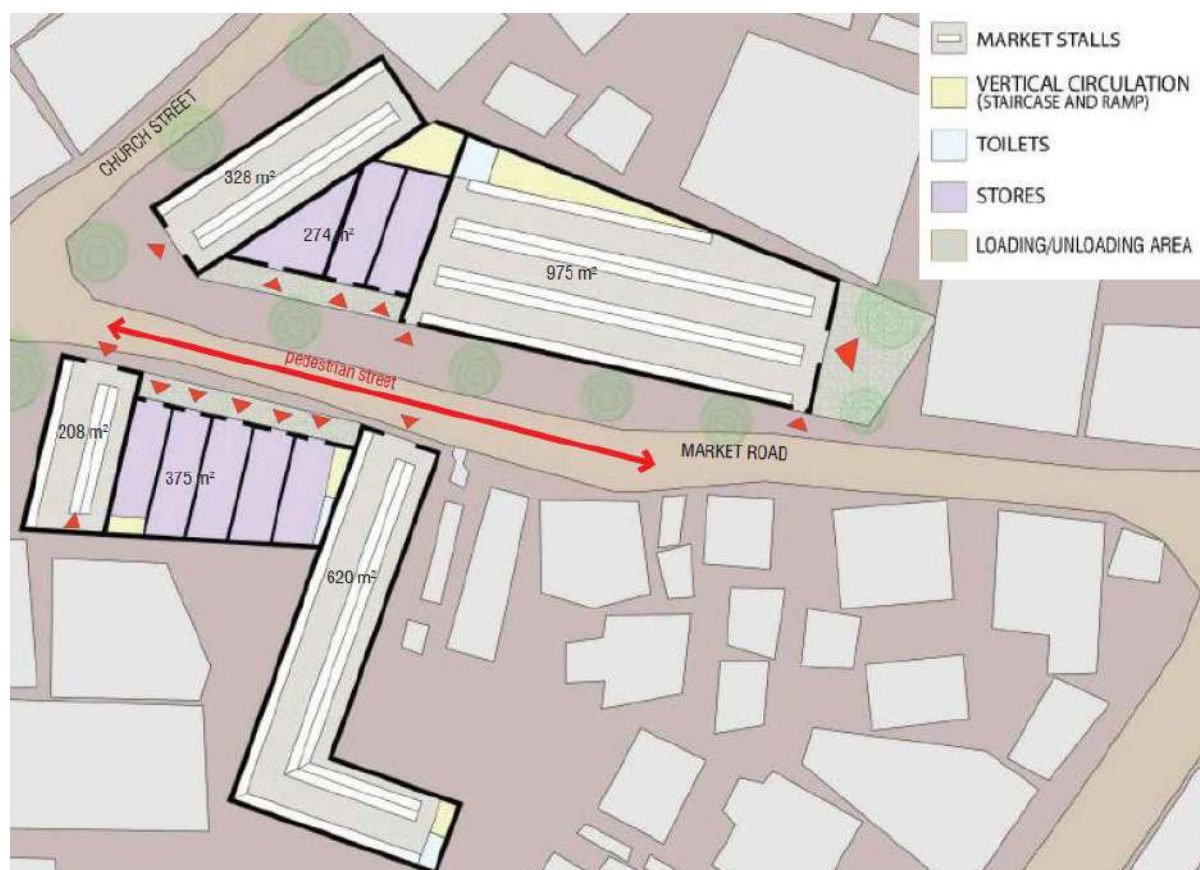 MARKET STALLS
VERTICAL CIRCULATION
(STAIRCASE AND RAMP)
TOILETS
STORES
LOADING/UNLOADING AREA
CHURCH STREET
328 m²
274 m²
975 m²
pedestrian street
MARKET ROAD
208 m²
375 m²
620 m²